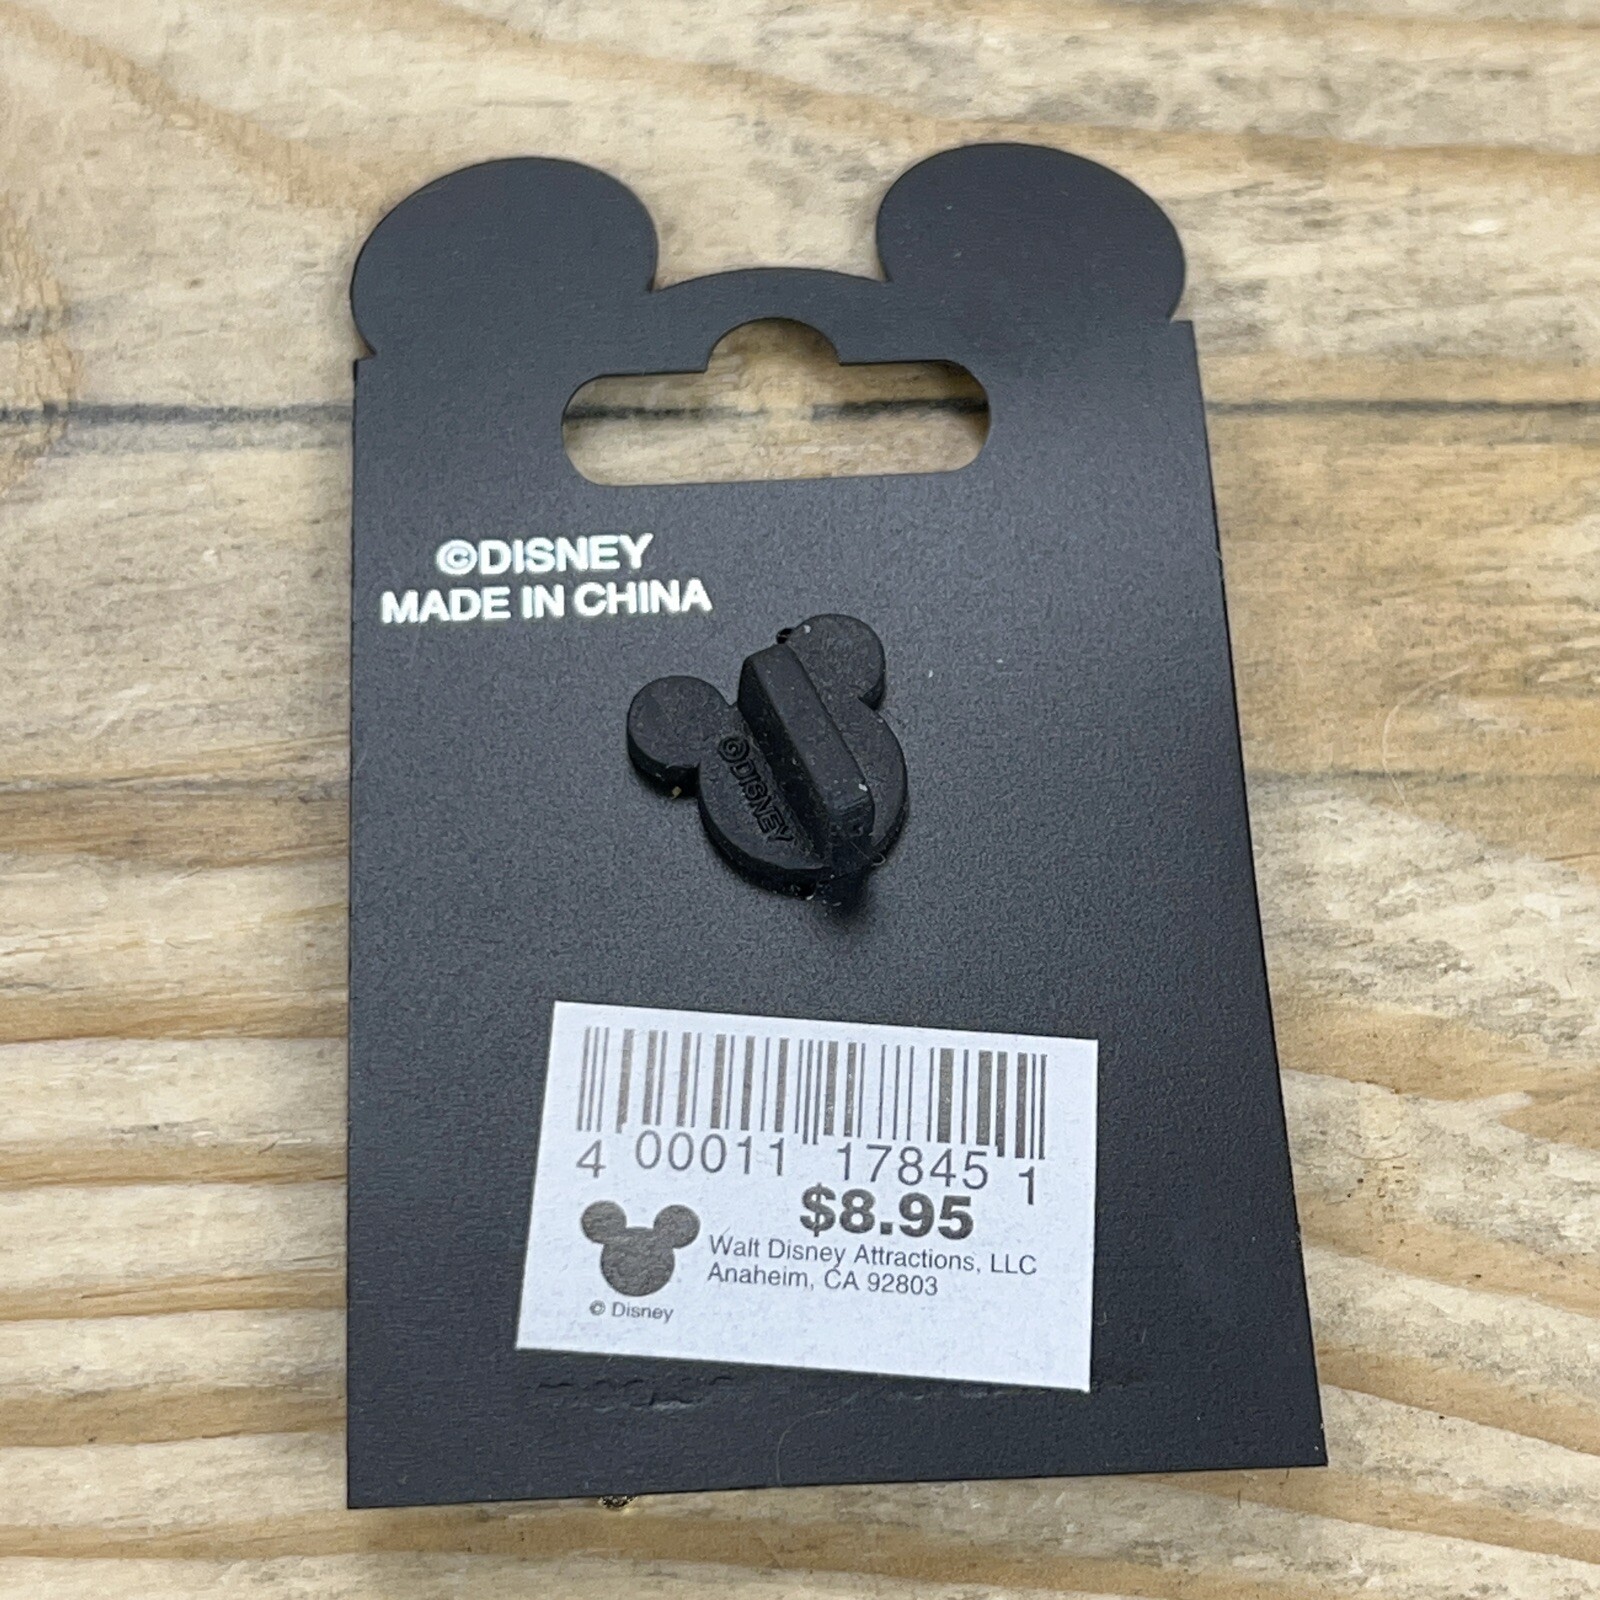 ©DISNEY
MADE IN CHINA
©DISNEY
4 00011 17845 1
$8.95
Walt Disney Attractions, LLC
Anaheim, CA 92803
© Disney